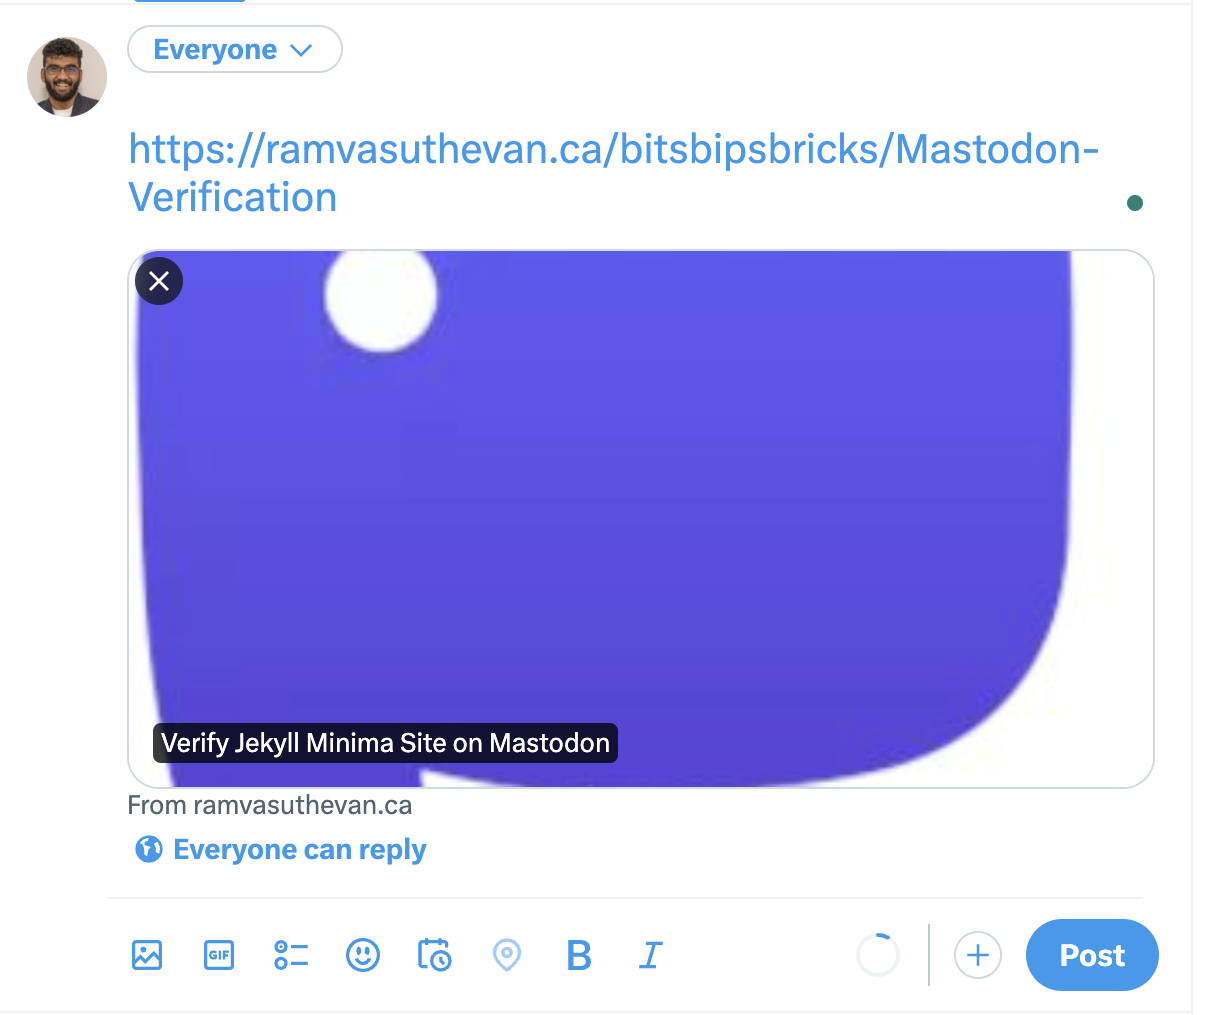 Everyone
https://ramvasuthevan.ca/bitsbipsbricks/Mastodon-
Verification
Verify Jekyll Minima Site on Mastodon
From ramvasuthevan.ca
Everyone can reply
GIF
B I
Post